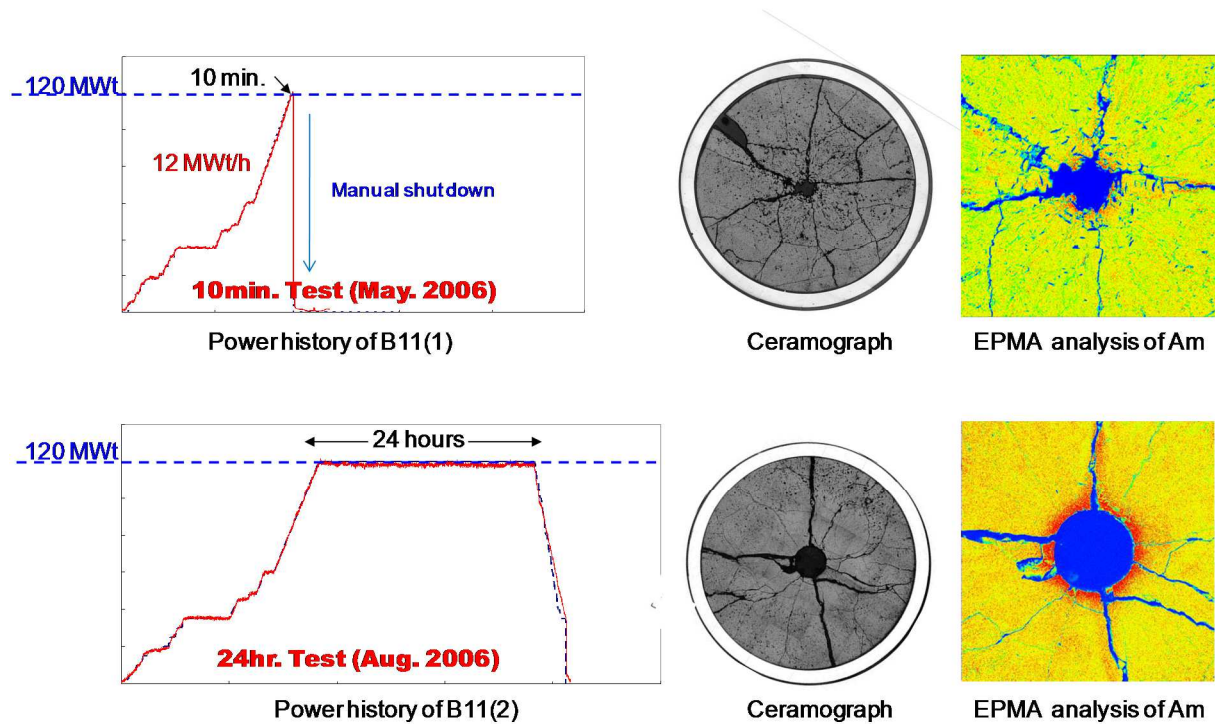 120 MWt
10 min.
12 MWt/h
Manual shut down
10min. Test (May. 2006)
Power history of B11(1)
Ceramograph
EPMA analysis of Am
120 MWt
24 hours
24hr. Test (Aug. 2006)
Power history of B11(2)
Ceramograph
EPMA analysis of Am